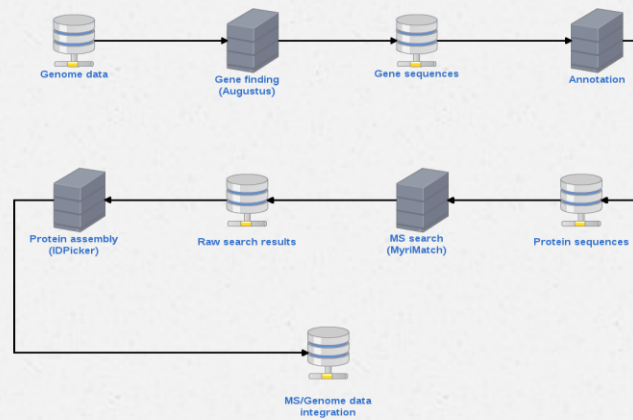 Genome data
Gene finding
(Augustus)
Gene sequences
Annotation
Protein assembly
(IDPicker)
Raw search results
MS search
(MyriMatch)
Protein sequences
MS/Genome data
integration